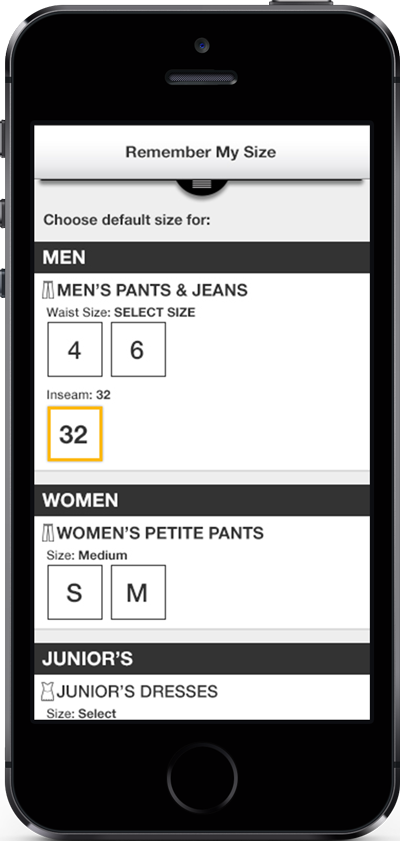 Remember My Size
Choose default size for:
MEN
MEN'S PANTS & JEANS
Waist Size: SELECT SIZE
4 6
Inseam: 32
32
WOMEN
WOMEN'S PETITE PANTS
Size: Medium
S M
JUNIOR'S
JUNIOR'S DRESSES
Size: Select